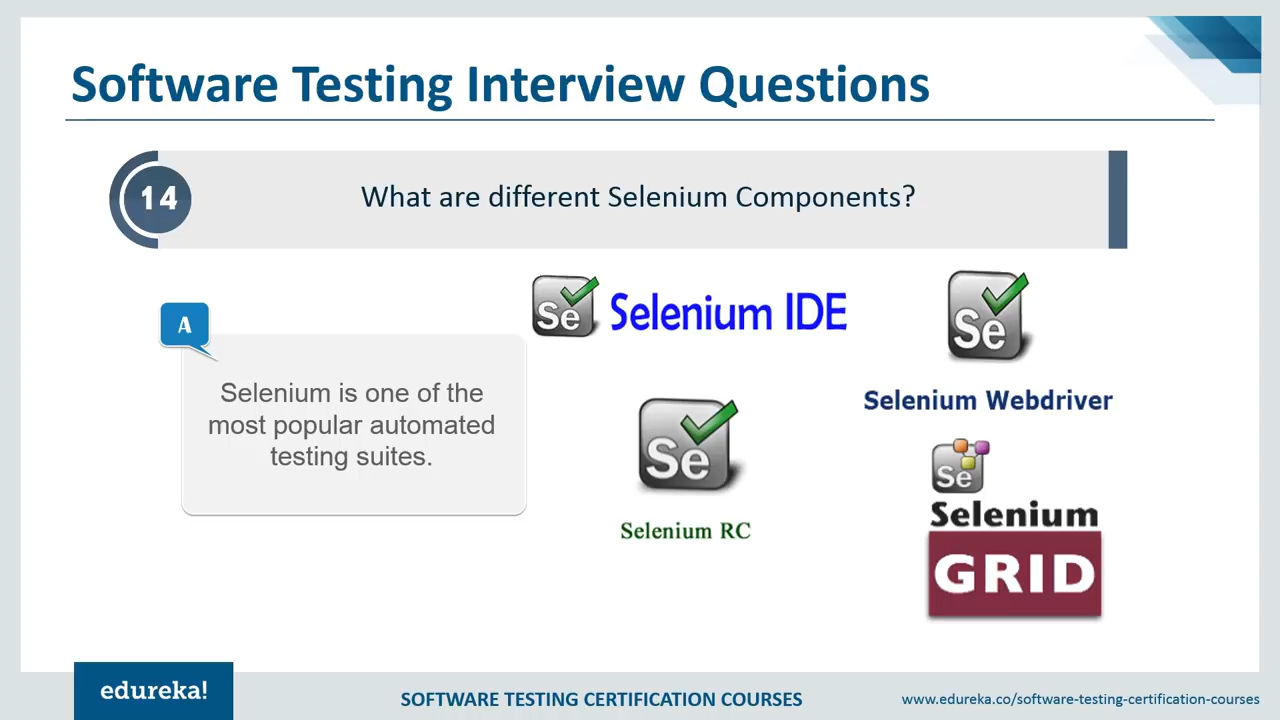 Software Testing Interview Questions
14
What are different Selenium Components?
A
Selenium is one of the
most popular automated
testing suites.
Se Selenium IDE
Se
Selenium Webdriver
Se
Selenium RC
Se
Selenium
GRID
edureka!
SOFTWARE TESTING CERTIFICATION COURSES
www.edureka.co/software-testing-certification-courses